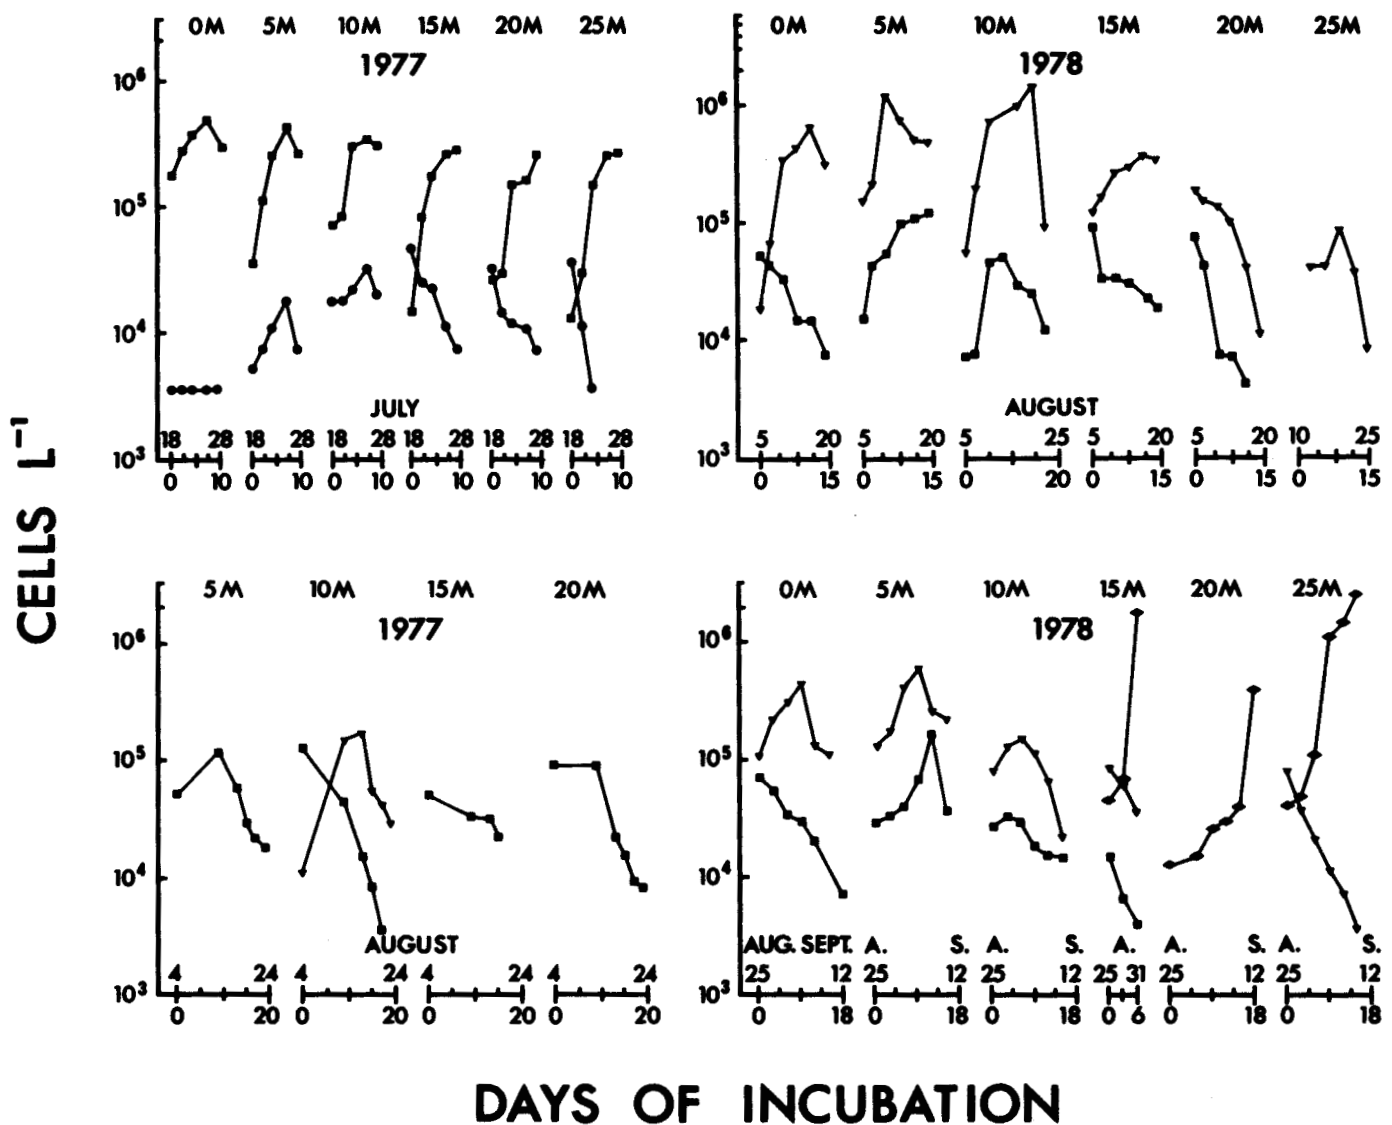 0M 5M 10M 15M 20M 25M
1977
10⁶
10⁵
10⁴
10³
JULY
18 28 18 28 18 28 18 28 18 28 18 28
0 10 0 10 0 10 0 10 0 10 0 10
0M 5M 10M 15M 20M 25M
1978
10⁶
10⁵
10⁴
10³
AUGUST
5 20 5 20 5 25 5 20 5 20 10 25
0 15 0 15 0 20 0 15 0 15 0 15
CELLS L⁻¹
5M 10M 15M 20M
1977
10⁶
10⁵
10⁴
10³
AUGUST
4 24 4 24 4 24 4 24
0 20 0 20 0 20 0 20
0M 5M 10M 15M 20M 25M
1978
10⁶
10⁵
10⁴
10³
AUG. SEPT. A. S. A. S. A. A. S. A. S.
25 12 25 12 25 12 25 31 25 12 25 12
0 18 0 18 0 18 0 6 0 18 0 18
DAYS OF INCUBATION